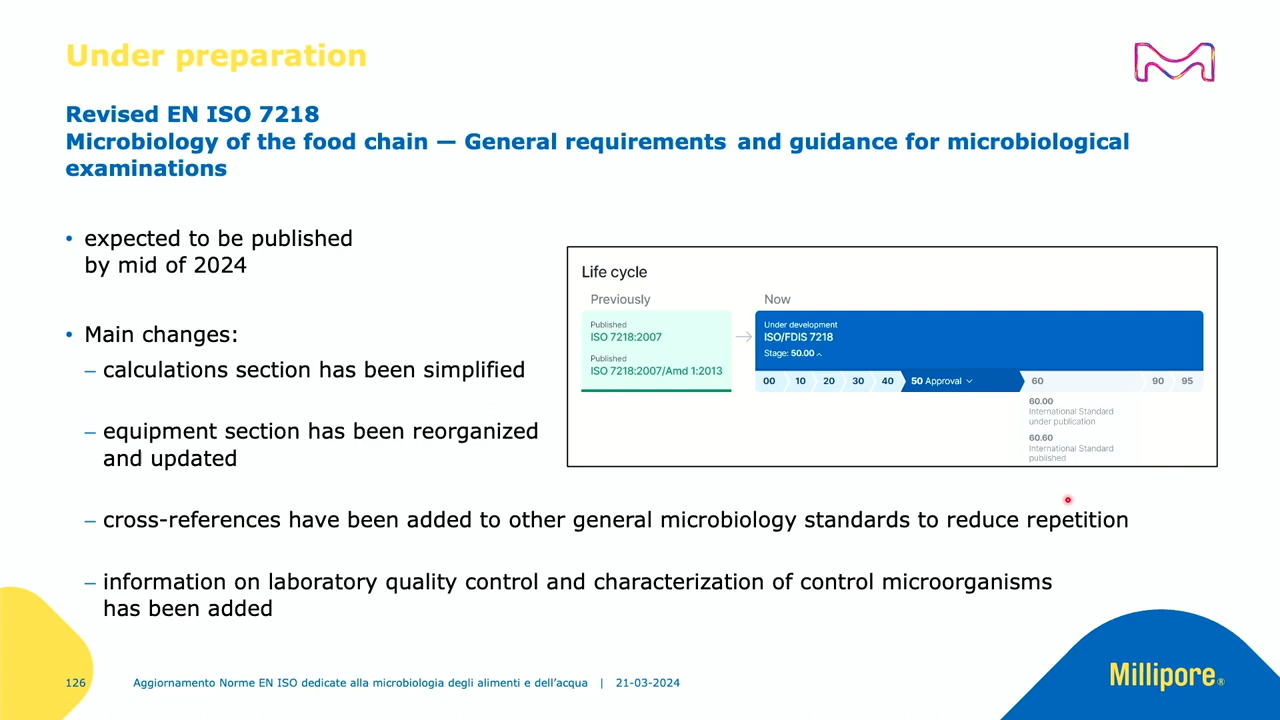 Under preparation
Revised EN ISO 7218
Microbiology of the food chain — General requirements and guidance for microbiological
examinations
• expected to be published
by mid of 2024
• Main changes:
– calculations section has been simplified
– equipment section has been reorganized
and updated
– cross-references have been added to other general microbiology standards to reduce repetition
– information on laboratory quality control and characterization of control microorganisms
has been added
Life cycle
Previously
Published
ISO 7218:2007
Published
ISO 7218:2007/Amd 1:2013
Now
Under development
ISO/FDIS 7218
Stage: 50.00
00 10 20 30 40 50 Approval 60 90 95
60.00
International Standard
under publication
60.60
International Standard
published
126 Aggiornamento Norme EN ISO dedicate alla microbiologia degli alimenti e dell’acqua | 21-03-2024
Millipore®